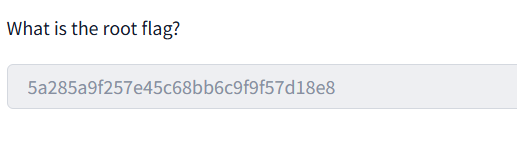 What is the root flag?
5a285a9f257e45c68bb6c9f9f57d18e8